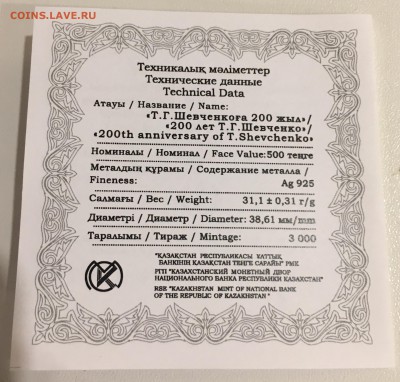 COINS.LAVE.RU
Техникалық мәліметтер
Технические данные
Technical Data
Атауы / Название / Name:
«Т.Г.Шевченкоға 200 жыл»/
«200 лет Т.Г.Шевченко»/
«200th anniversary of T.Shevchenko»
Номиналы / Номинал / Face Value:500 теңге
Металдың құрамы / Содержание металла /
Fineness: Ag 925
Салмағы / Вес / Weight: 31,1 ± 0,31 г/g
Диаметрі / Диаметр / Diameter: 38,61 мм/mm
Таралымы / Тираж / Mintage: 3 000
"ҚАЗАҚСТАН РЕСПУБЛИКАСЫ ҰЛТТЫҚ
БАНКІНІҢ ҚАЗАҚСТАН ТЕҢГЕ САРАЙЫ" РМК
РГП "КАЗАХСТАНСКИЙ МОНЕТНЫЙ ДВОР
НАЦИОНАЛЬНОГО БАНКА РЕСПУБЛИКИ КАЗАХСТАН"
RSE "KAZAKHSTAN MINT OF NATIONAL BANK
OF THE REPUBLIC OF KAZAKHSTAN"